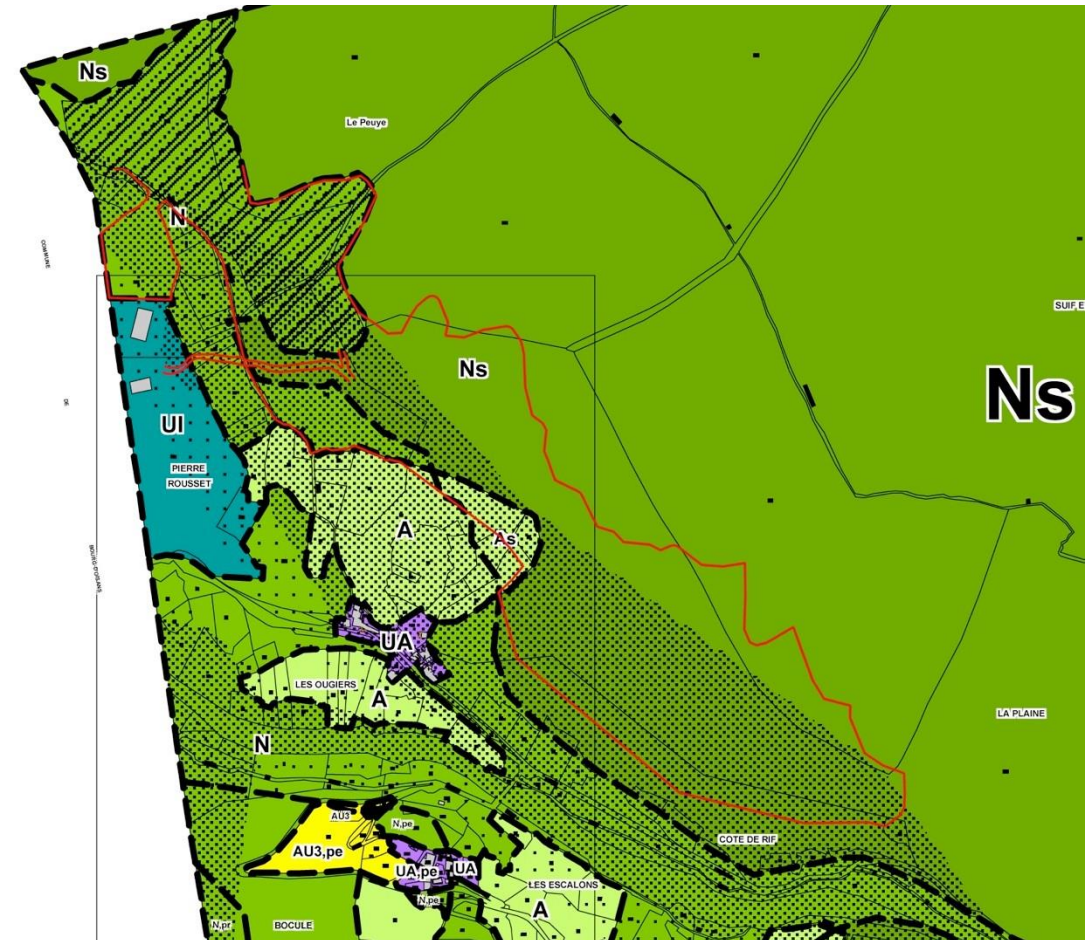 Ns
Le Peuye
N
COMMUNE
SUIF, E
Ns
Ns
DE
UI
PIERRE
ROUSSET
A
As
BOURG-D'OISANS
UA
LES OUGIERS
A
LA PLAINE
N
AU3
N,pe
COTE DE RIF
AU3,pe
UA,pe
UA
LES ESCALONS
N,pe
A
N,pr
BOCULE